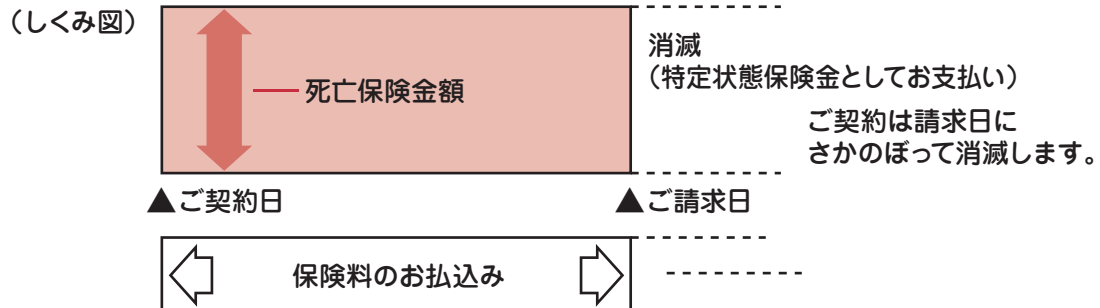 （しくみ図）
死亡保険金額
消滅
（特定状態保険金としてお支払い）
ご契約は請求日に
さかのぼって消滅します。
▲ご契約日
▲ご請求日
保険料のお払込み